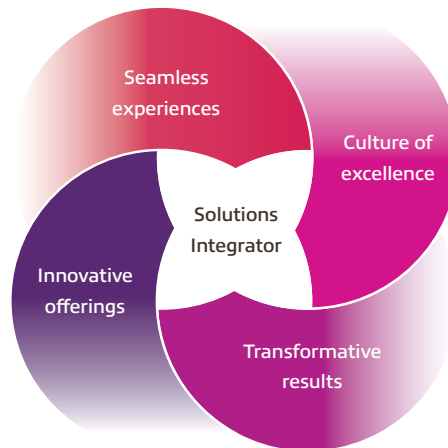 Seamless
experiences
Culture of
excellence
Solutions
Integrator
Innovative
offerings
Transformative
results